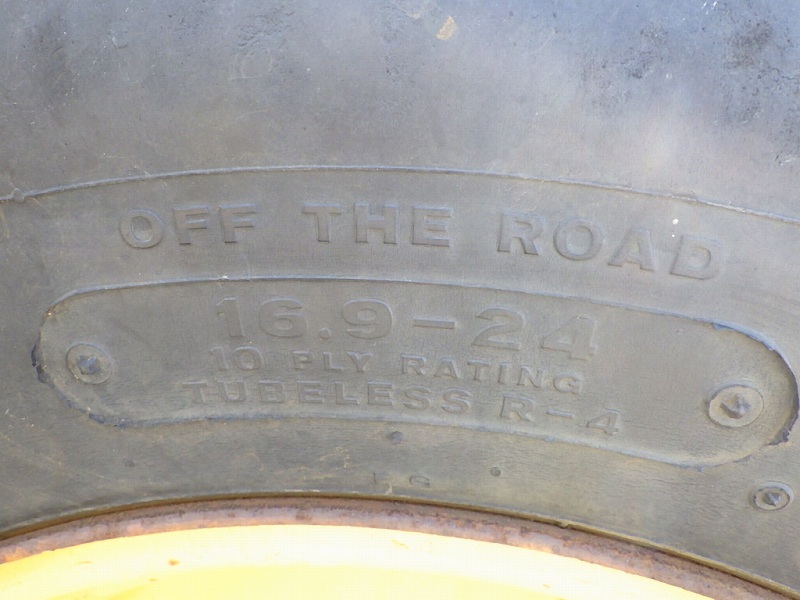 OFF THE ROAD
16.9-24
10 PLY RATING
TUBELESS R-4